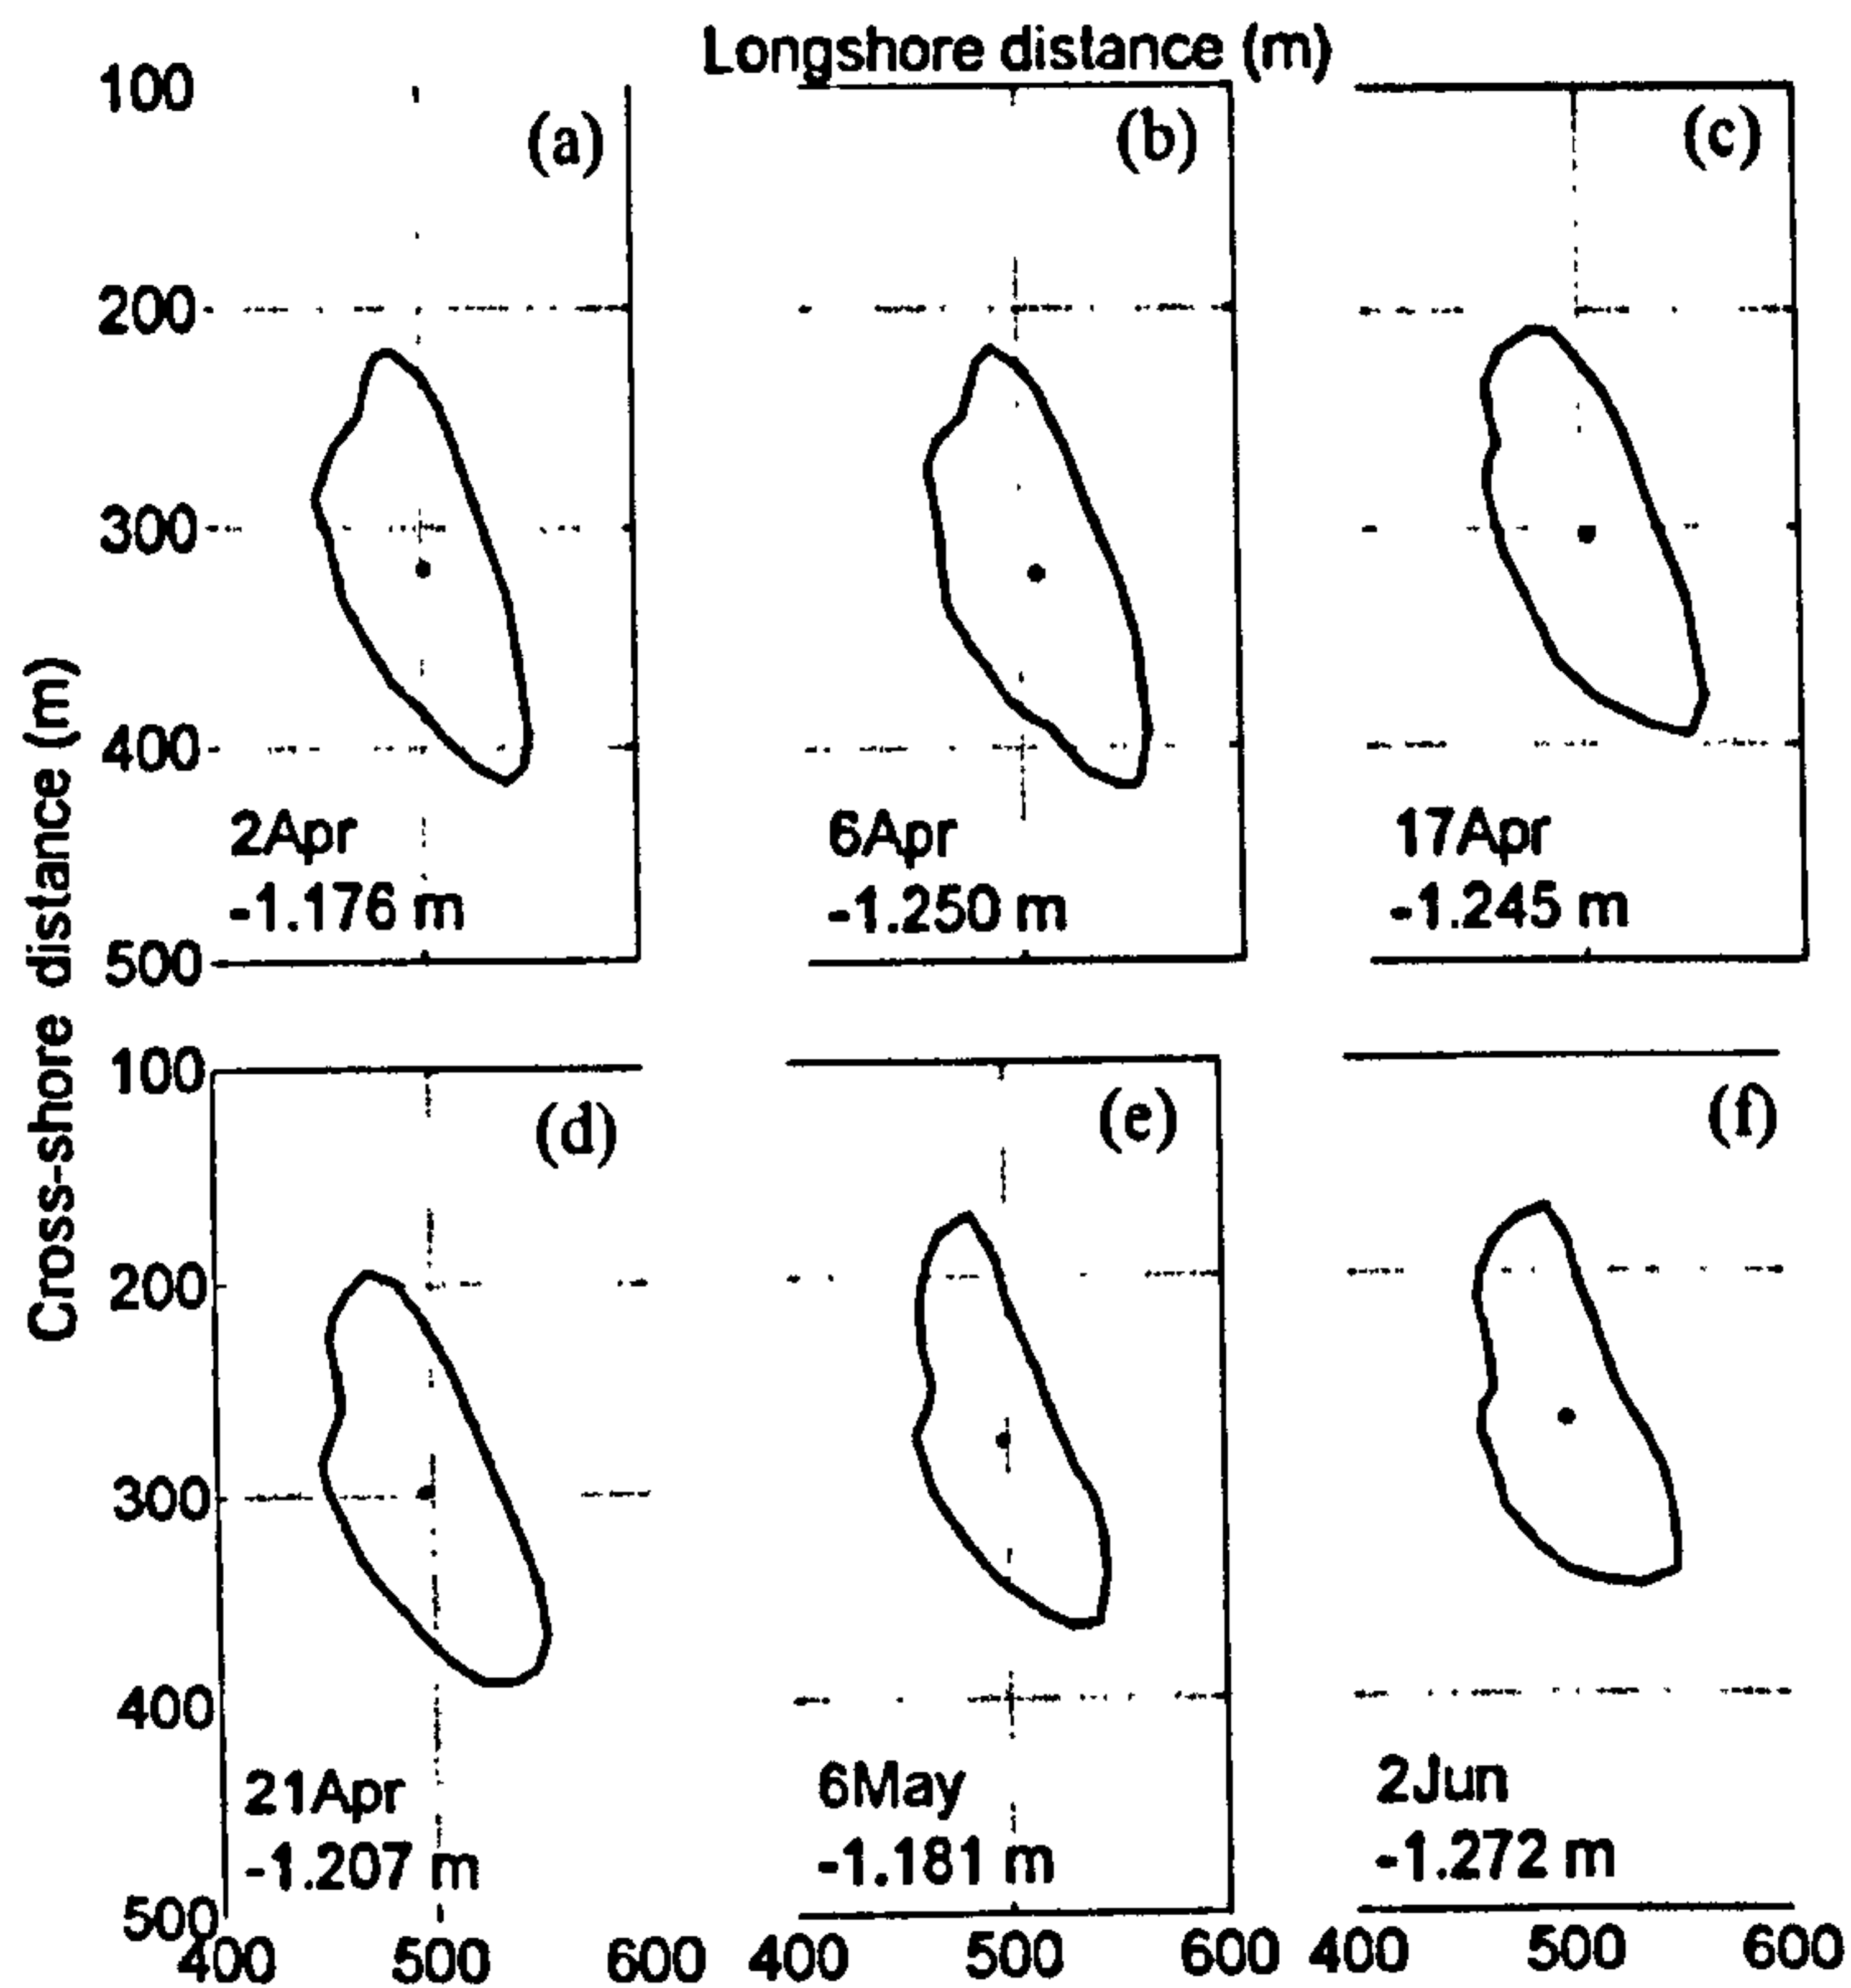 Longshore distance (m)
Cross-shore distance (m)
100
200
300
400
500
(a)
2Apr
-1.176 m
(b)
6Apr
-1.250 m
(c)
17Apr
-1.245 m
100
200
300
400
500
(d)
21Apr
-1.207 m
(e)
6May
-1.181 m
(f)
2Jun
-1.272 m
400 500 600 400 500 600 400 500 600